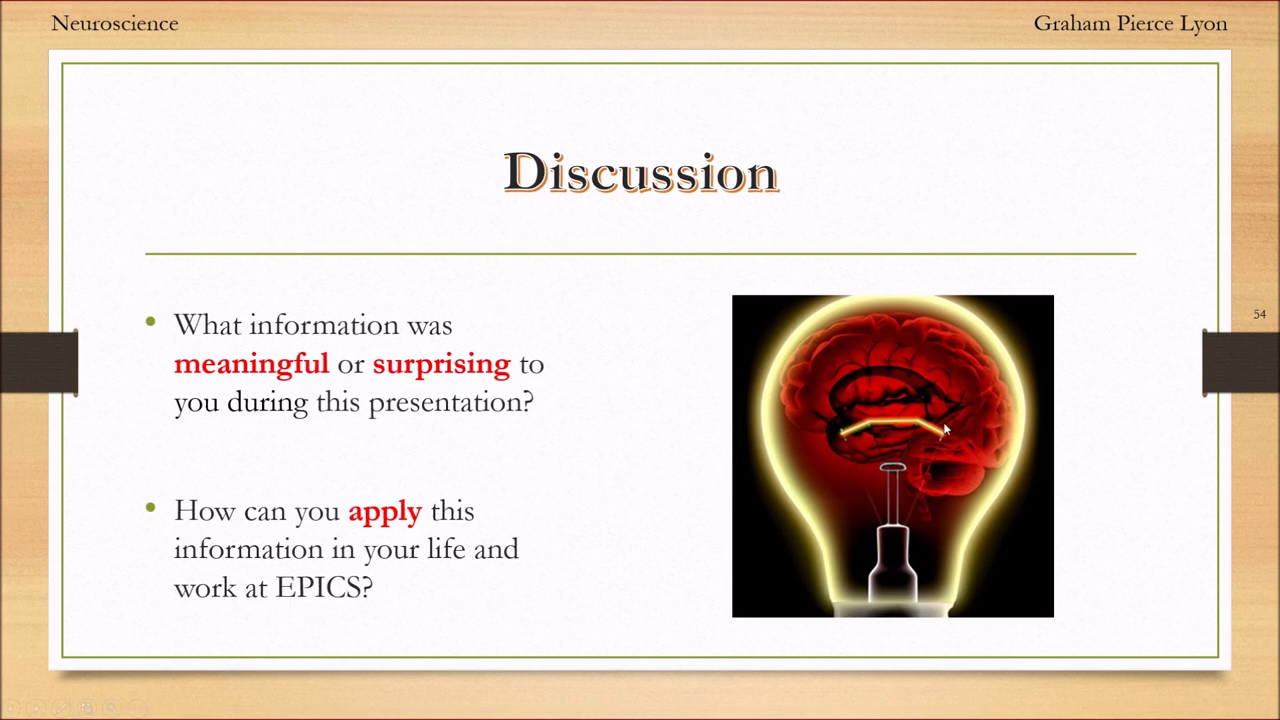 Neuroscience
Graham Pierce Lyon
Discussion
54
• What information was
meaningful or surprising to
you during this presentation?
• How can you apply this
information in your life and
work at EPICS?